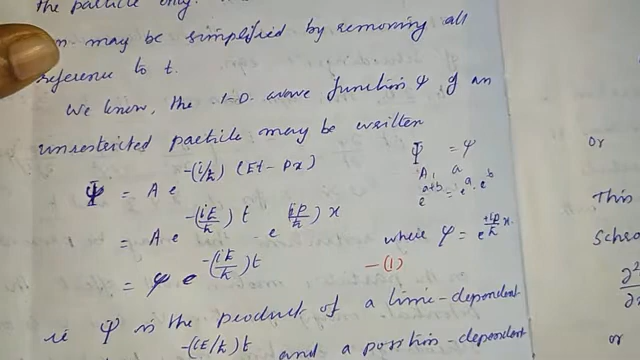 the particle only.
m may be simplified by removing all
reference to t.
We know, the 1-D wave function Ψ of an
unrestricted particle may be written
Ψ = A e^{-(i/ħ)(Et-Px)}
Ψ = ψ
A, a
e^{a+b} = e^a . e^b
= A e^{-(iE/ħ)t} e^{(iP/ħ)x}
where ψ = e^{+iP/ħ x}.
= ψ e^{-(iE/ħ)t} -(1)
ie Ψ is the product of a time-dependent
-(iE/ħ)t and a position-dependent
or
This
Schro
∂²
or